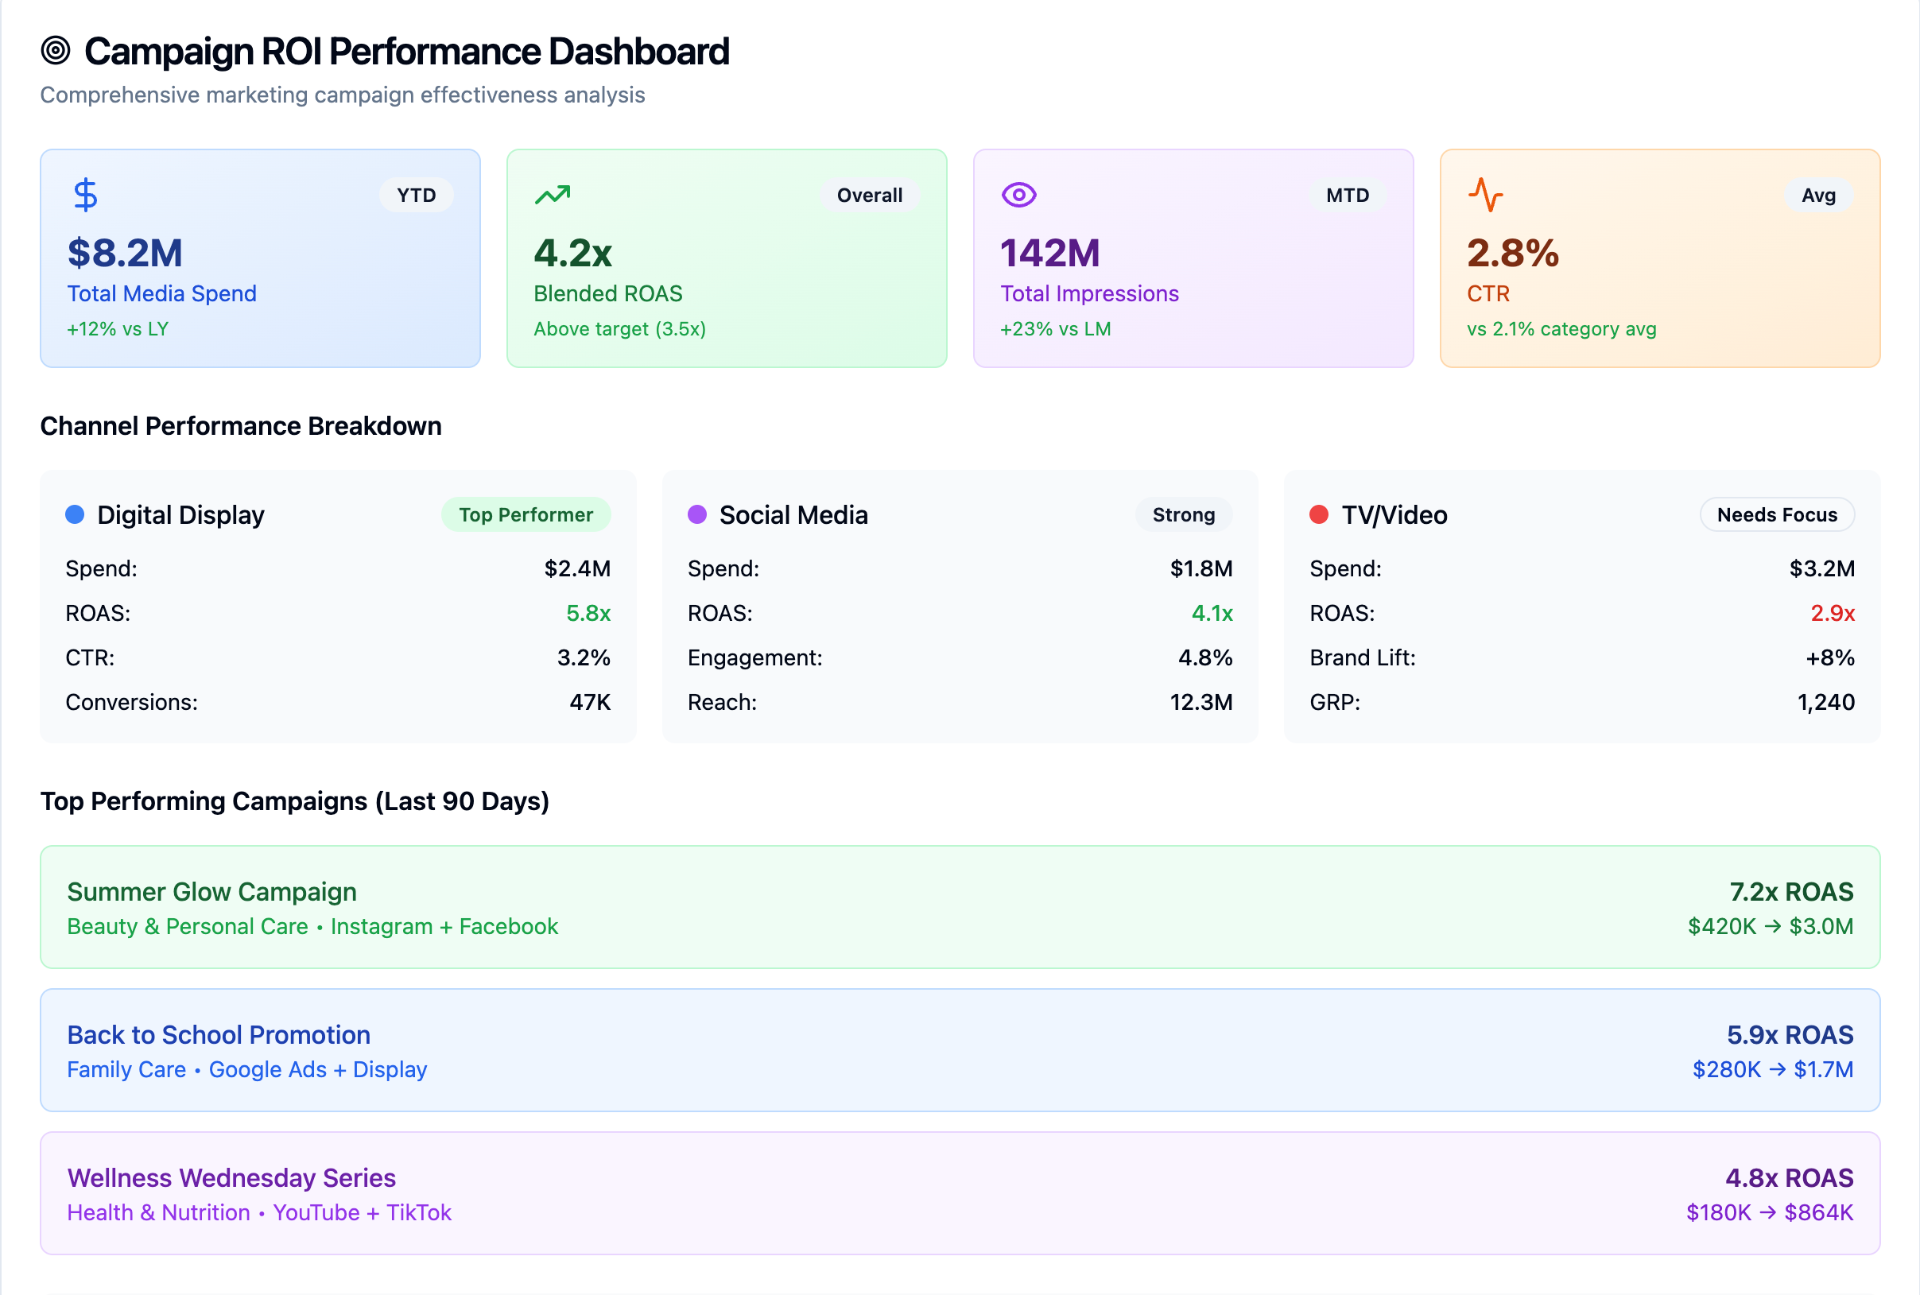 Campaign ROI Performance Dashboard
Comprehensive marketing campaign effectiveness analysis
YTD
$8.2M
Total Media Spend
+12% vs LY
Overall
4.2x
Blended ROAS
Above target (3.5x)
MTD
142M
Total Impressions
+23% vs LM
Avg
2.8%
CTR
vs 2.1% category avg
Channel Performance Breakdown
Digital Display Top Performer
Spend: $2.4M
ROAS: 5.8x
CTR: 3.2%
Conversions: 47K
Social Media Strong
Spend: $1.8M
ROAS: 4.1x
Engagement: 4.8%
Reach: 12.3M
TV/Video Needs Focus
Spend: $3.2M
ROAS: 2.9x
Brand Lift: +8%
GRP: 1,240
Top Performing Campaigns (Last 90 Days)
Summer Glow Campaign 7.2x ROAS
Beauty & Personal Care • Instagram + Facebook $420K → $3.0M
Back to School Promotion 5.9x ROAS
Family Care • Google Ads + Display $280K → $1.7M
Wellness Wednesday Series 4.8x ROAS
Health & Nutrition • YouTube + TikTok $180K → $864K